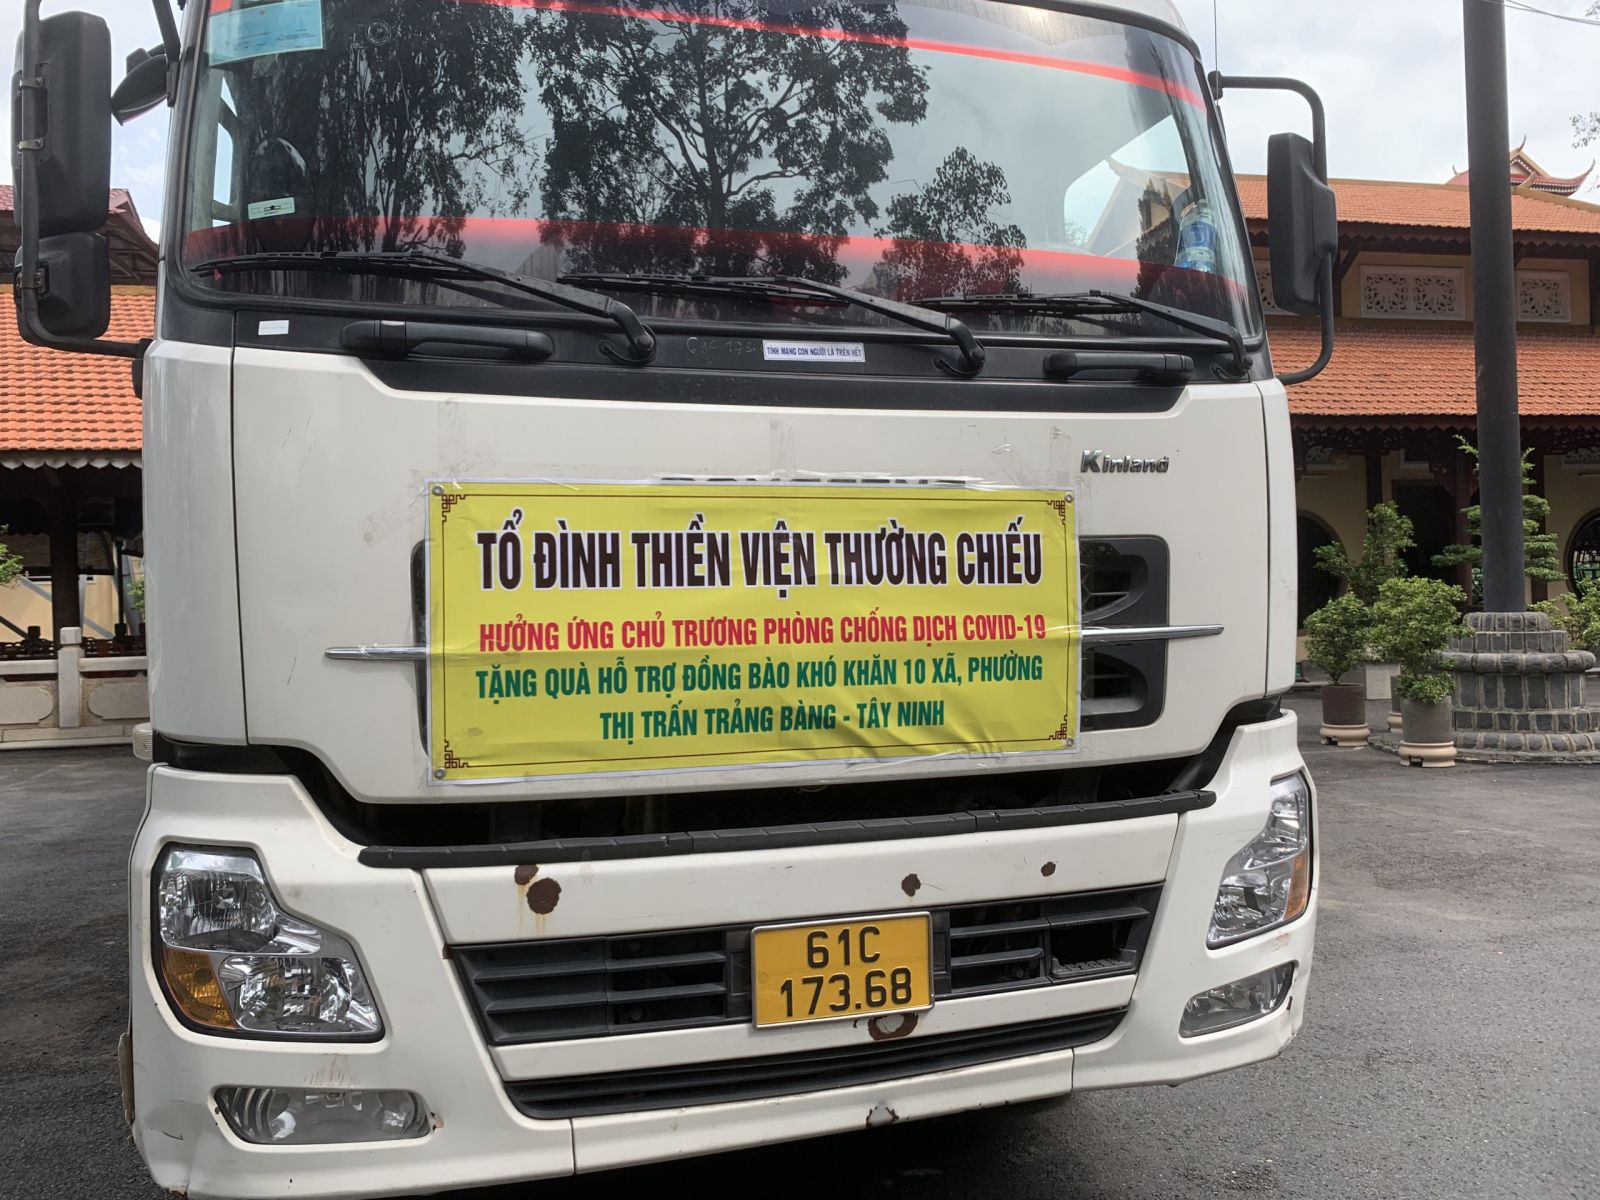 TÍNH MẠNG CON NGƯỜI LÀ TRÊN HẾT
Kinland
TỔ ĐÌNH THIỀN VIỆN THƯỜNG CHIẾU
HƯỞNG ỨNG CHỦ TRƯƠNG PHÒNG CHỐNG DỊCH COVID-19
TẶNG QUÀ HỖ TRỢ ĐỒNG BÀO KHÓ KHĂN 10 XÃ, PHƯỜNG
THỊ TRẤN TRẢNG BÀNG - TÂY NINH
61C
173.68